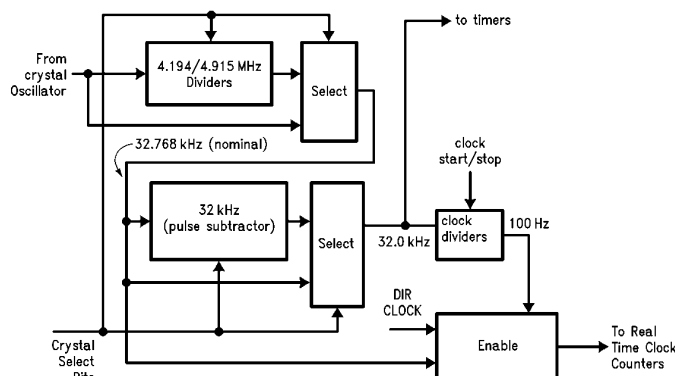 to timers
From
crystal
Oscillator
4.194/4.915 MHz
Dividers
Select
32.768 kHz (nominal)
clock
start/stop
32 kHz
(pulse subtractor)
Select
32.0 kHz
clock
dividers
100 Hz
DIR
CLOCK
Enable
To Real
Time Clock
Counters
Crystal
Select
Bits